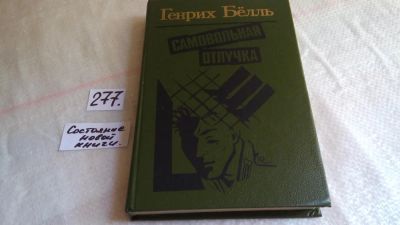 Генрих Бёлль
САМОВОЛЬНАЯ
ОТЛУЧКА
277.
Состояние
новой
книги.